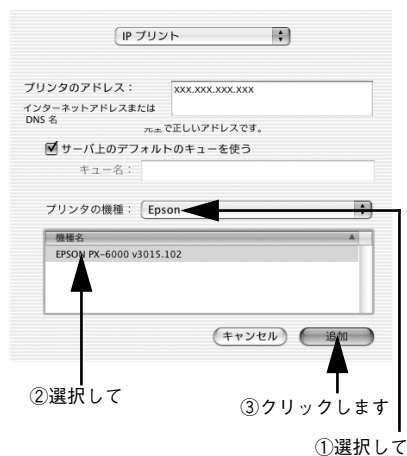 IP プリント
プリンタのアドレス：
xxx.xxx.xxx.xxx
インターネットアドレスまたは
DNS 名
で正しいアドレスです。
サーバ上のデフォルトのキューを使う
キュー名：
プリンタの機種：
Epson
機種名
EPSON PX-6000 v3015.102
キャンセル
追加
②選択して
③クリックします
①選択して